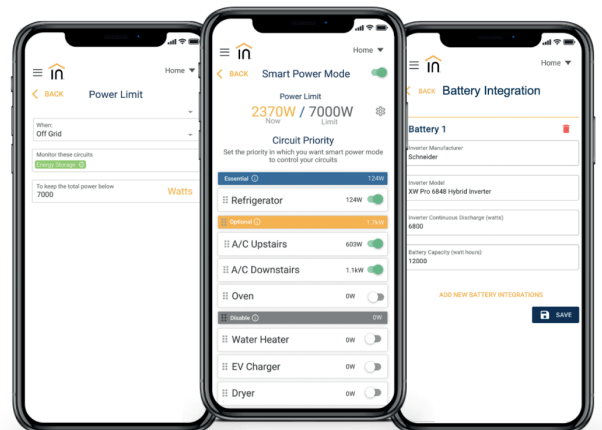 in
Home
BACK
Power Limit
When:
Off Grid
Monitor these circuits
Energy Storage
To keep the total power below
7000
Watts
in
Home
BACK
Smart Power Mode
Power Limit
2370W / 7000W
Now
Limit
Circuit Priority
Set the priority in which you want smart power mode
to control your circuits
Essential
124W
Refrigerator
124W
Optional
1.1kW
A/C Upstairs
603W
A/C Downstairs
1.1kW
Oven
0W
Disable
0W
Water Heater
0W
EV Charger
0W
Dryer
0W
in
Home
BACK
Battery Integration
Battery 1
Inverter Manufacturer
Schneider
Inverter Model
XW Pro 6848 Hybrid Inverter
Inverter Continuous Discharge (watts)
6800
Battery Capacity (watt hours)
12000
ADD NEW BATTERY INTEGRATIONS
SAVE